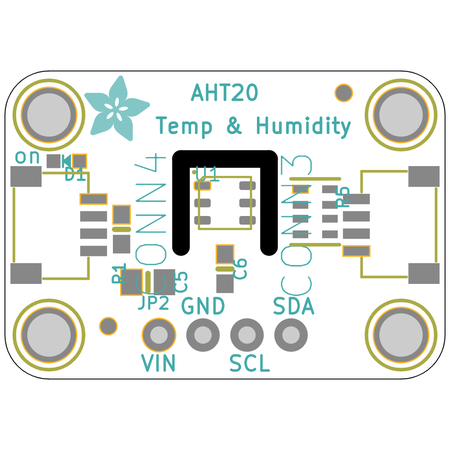 AHT20
Temp & Humidity
on
D1
CONN4
U1
CONN3
R5
R1
C5
C6
JP2
GND
SDA
VIN
SCL